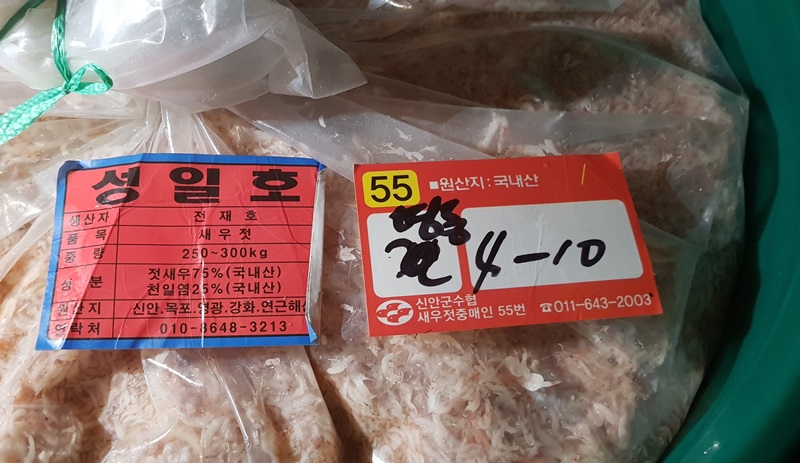 성일호
생산자 전재호
품목 새우젓
중량 250~300kg
성분 젓새우75%(국내산)
천일염25%(국내산)
원산지 신안.목포.영광.강화.연근해산
연락처 010-8648-3213
55 ■원산지:국내산
4-10
신안군수협
새우젓중매인 55번 ☎011-643-2003